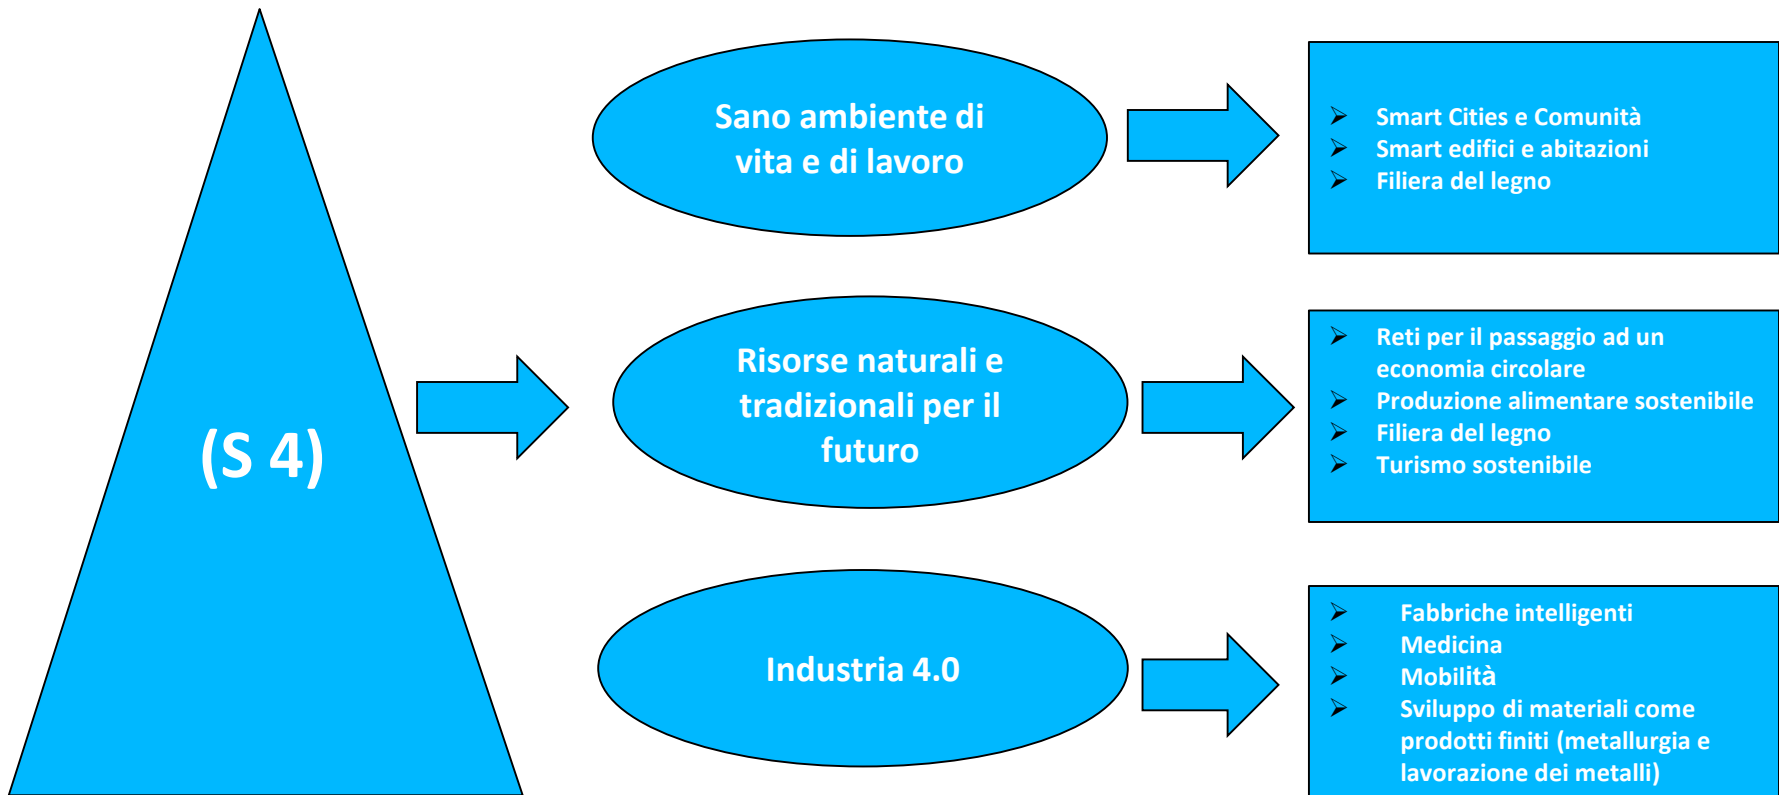 (S 4)
Sano ambiente di
vita e di lavoro
Smart Cities e Comunità
Smart edifici e abitazioni
Filiera del legno
Risorse naturali e
tradizionali per il
futuro
Reti per il passaggio ad un
economia circolare
Produzione alimentare sostenibile
Filiera del legno
Turismo sostenibile
Industria 4.0
Fabbriche intelligenti
Medicina
Mobilità
Sviluppo di materiali come
prodotti finiti (metallurgia e
lavorazione dei metalli)